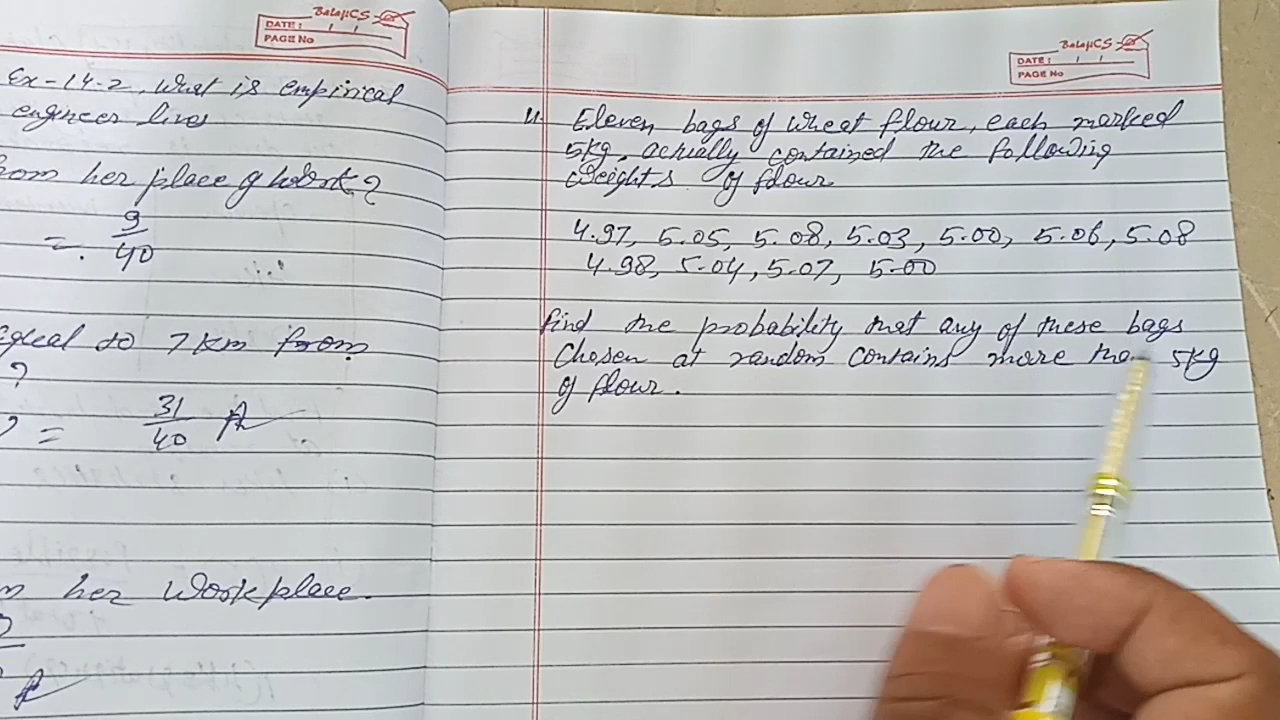 BalajiCS
DATE :
PAGE No
Ex-14.2, What is empirical
engineer lives
from her place of work?
= . 9/40
equal to 7 km from
?
? = 31/40 A
her workplace.
BalajiCS
DATE :
PAGE No
11. Eleven bags of wheat flour, each marked
5kg, actually contained the following
weights of flour
4.97, 5.05, 5.08, 5.03, 5.00, 5.06, 5.08
4.98, 5.04, 5.07, 5.00
find the probability that any of these bags
chosen at random contains more than 5kg
of flour.